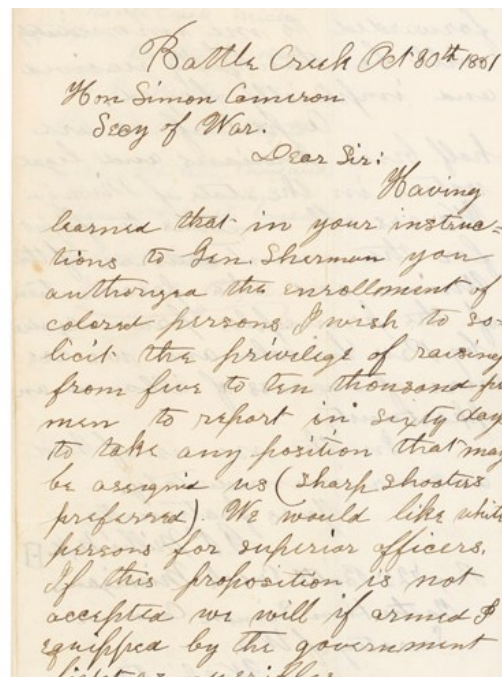 Battle Creek Oct 30th 1861
Hon Simon Cameron
Secy of War.
Dear Sir:
Having
learned that in your instruc-
tions to Gen. Sherman you
authorized the enrollment of
colored persons I wish to so-
licit the privilege of raising
from five to ten thousand
men to report in sixty day
to take any position that may
be assigned us (sharp shooters
preferred). We would like white
persons for superior officers.
If this proposition is not
accepted we will if armed &
equipped by the government